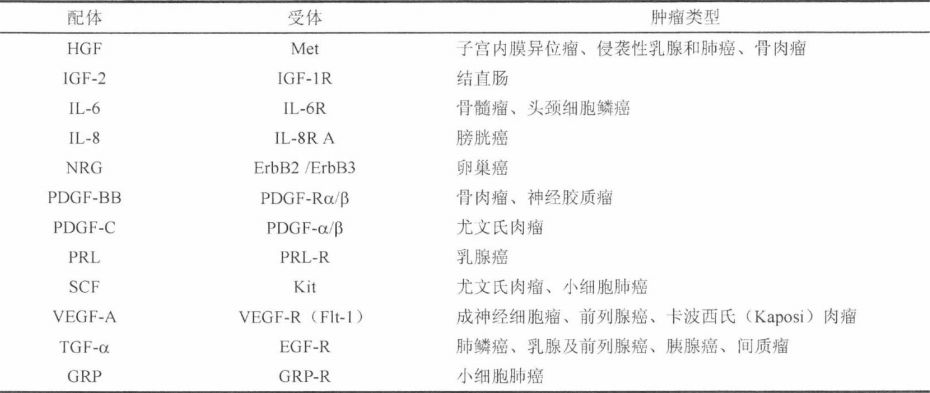 配体 受体 肿瘤类型
HGF Met 子宫内膜异位瘤、侵袭性乳腺和肺癌、骨肉瘤
IGF-2 IGF-1R 结直肠
IL-6 IL-6R 骨髓瘤、头颈细胞鳞癌
IL-8 IL-8R A 膀胱癌
NRG ErbB2 /ErbB3 卵巢癌
PDGF-BB PDGF-Rα/β 骨肉瘤、神经胶质瘤
PDGF-C PDGF-α/β 尤文氏肉瘤
PRL PRL-R 乳腺癌
SCF Kit 尤文氏肉瘤、小细胞肺癌
VEGF-A VEGF-R（Flt-1） 成神经细胞瘤、前列腺癌、卡波西氏（Kaposi）肉瘤
TGF-α EGF-R 肺鳞癌、乳腺及前列腺癌、胰腺癌、间质瘤
GRP GRP-R 小细胞肺癌